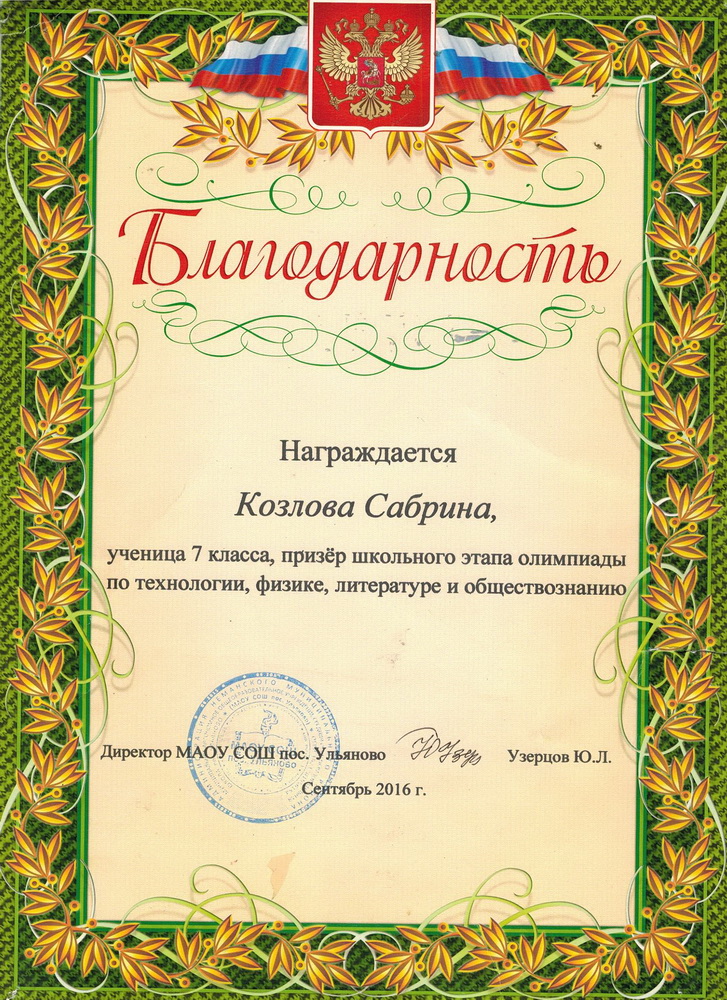 Благодарность
Награждается
Козлова Сабрина,
ученица 7 класса, призёр школьного этапа олимпиады
по технологии, физике, литературе и обществознанию
Директор МАОУ СОШ пос. Ульяново Узерцов Ю.Л.
Сентябрь 2016 г.